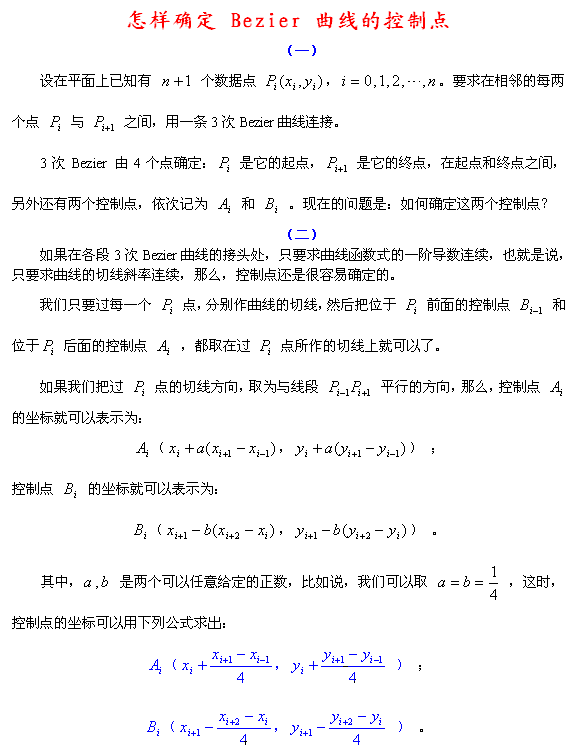 怎样确定 Bezier 曲线的控制点
(一)
设在平面上已知有 n+1 个数据点 P_i(x_i, y_i), i=0,1,2,⋯,n。要求在相邻的每两
个点 P_i 与 P_{i+1} 之间,用一条3次Bezier曲线连接。
3次 Bezier 由4个点确定: P_i 是它的起点, P_{i+1} 是它的终点,在起点和终点之间,
另外还有两个控制点,依次记为 A_i 和 B_i 。现在的问题是:如何确定这两个控制点?
(二)
如果在各段3次Bezier曲线的接头处,只要求曲线函数式的一阶导数连续,也就是说,
只要求曲线的切线斜率连续,那么,控制点还是很容易确定的。
我们只要过每一个 P_i 点,分别作曲线的切线,然后把位于 P_i 前面的控制点 B_{i-1} 和
位于P_i 后面的控制点 A_i ,都取在过 P_i 点所作的切线上就可以了。
如果我们把过 P_i 点的切线方向,取为与线段 P_{i-1}P_{i+1} 平行的方向,那么,控制点 A_i
的坐标就可以表示为:
A_i ( x_i + a(x_{i+1} − x_{i-1}) , y_i + a(y_{i+1} − y_{i-1}) ) ;
控制点 B_i 的坐标就可以表示为:
B_i ( x_{i+1} − b(x_{i+2} − x_i) , y_{i+1} − b(y_{i+2} − y_i) ) 。
其中, a , b 是两个可以任意给定的正数,比如说,我们可以取 a = b = 1/4 ,这时,
控制点的坐标可以用下列公式求出:
A_i ( x_i + (x_{i+1} − x_{i-1})/4 , y_i + (y_{i+1} − y_{i-1})/4 ) ;
B_i ( x_{i+1} − (x_{i+2} − x_i)/4 , y_{i+1} − (y_{i+2} − y_i)/4 ) 。